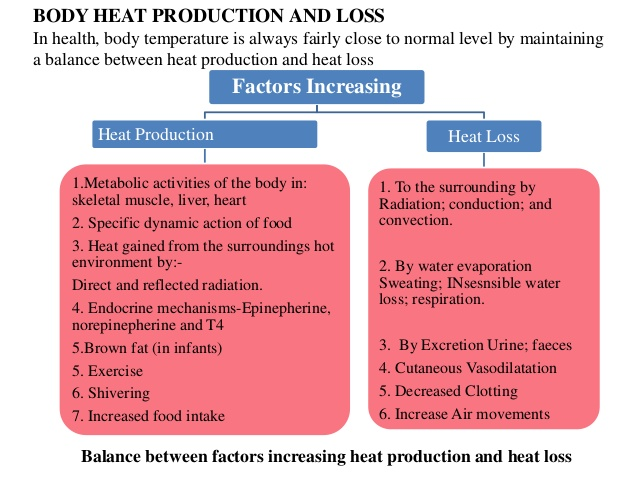 BODY HEAT PRODUCTION AND LOSS
In health, body temperature is always fairly close to normal level by maintaining
a balance between heat production and heat loss
Factors Increasing
Heat Production
1.Metabolic activities of the body in:
skeletal muscle, liver, heart
2. Specific dynamic action of food
3. Heat gained from the surroundings hot
environment by:-
Direct and reflected radiation.
4. Endocrine mechanisms-Epinepherine,
norepinepherine and T4
5.Brown fat (in infants)
5. Exercise
6. Shivering
7. Increased food intake
Heat Loss
1. To the surrounding by
Radiation; conduction; and
convection.
2. By water evaporation
Sweating; INsesnsible water
loss; respiration.
3. By Excretion Urine; faeces
4. Cutaneous Vasodilatation
5. Decreased Clotting
6. Increase Air movements
Balance between factors increasing heat production and heat loss